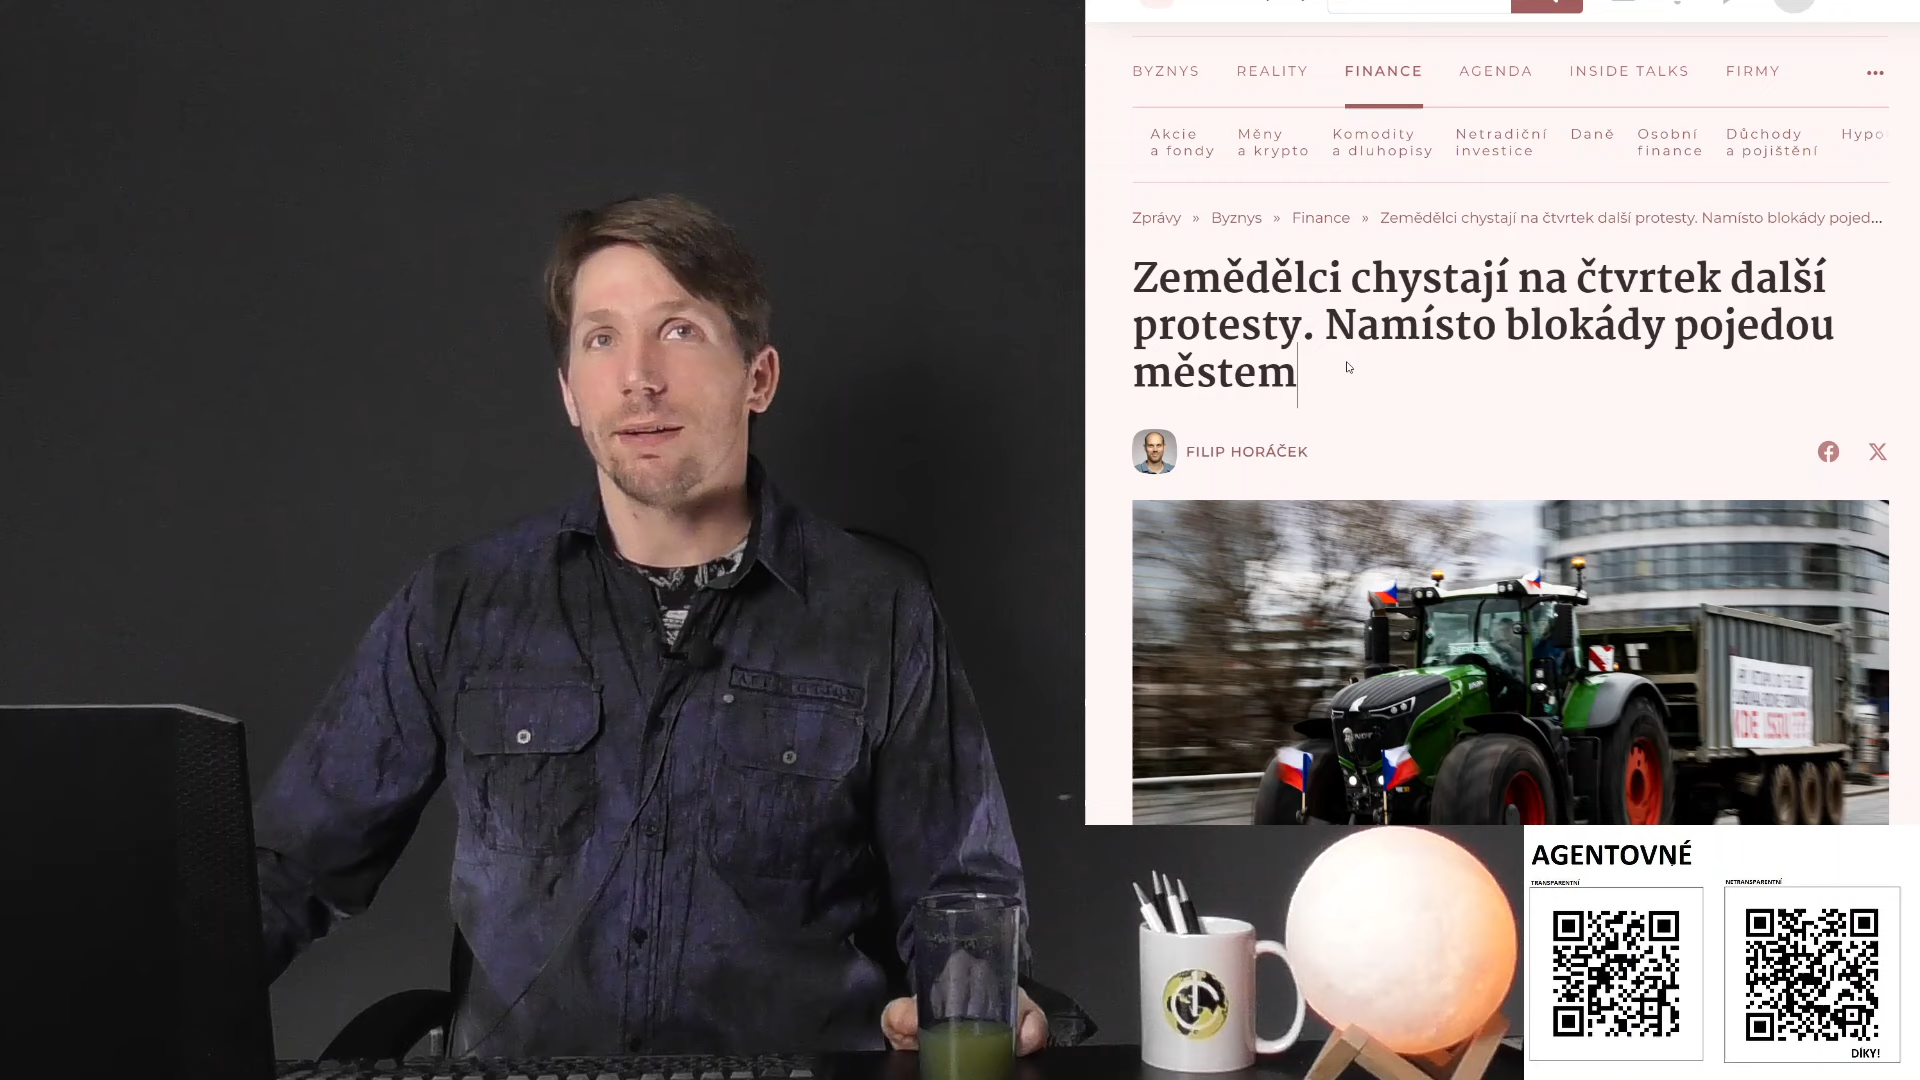 BYZNYS REALITY FINANCE AGENDA INSIDE TALKS FIRMY
Akcie a fondy
Měny a krypto
Komodity a dluhopisy
Netradiční investice
Daně
Osobní finance
Důchody a pojištění
Hypo
Zprávy » Byznys » Finance » Zemědělci chystají na čtvrtek další protesty. Namísto blokády pojed...
Zemědělci chystají na čtvrtek další
protesty. Namísto blokády pojedou
městem
FILIP HORÁČEK
KDE JSOU ???
AGENTOVNÉ
TRANSPARENTNÍ
NETRANSPARENTNÍ
DÍKY!